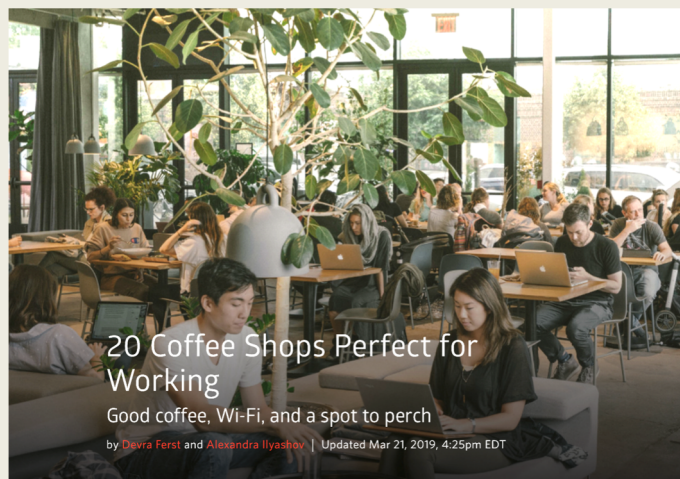 20 Coffee Shops Perfect for
Working
Good coffee, Wi-Fi, and a spot to perch
by Devra Ferst and Alexandra Ilyashov | Updated Mar 21, 2019, 4:25pm EDT